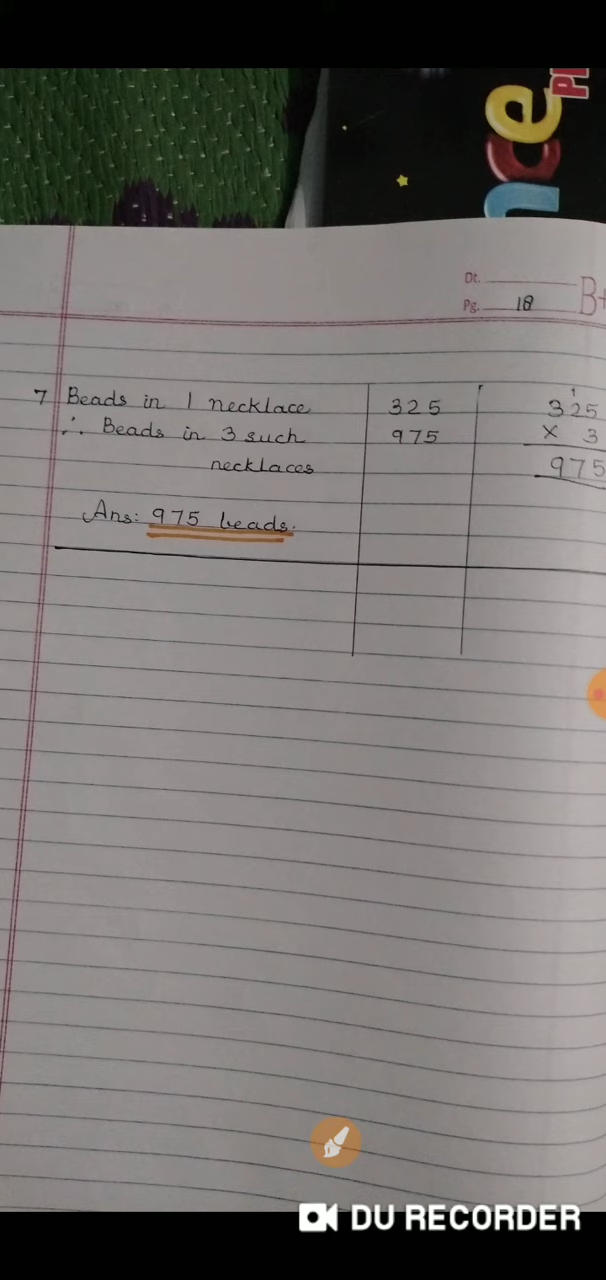 nce
Dt.
Pg. 18
B+
7 Beads in 1 necklace 325
∴ Beads in 3 such 975
necklaces
Ans: 975 beads.
1
325
× 3
975
DU RECORDER